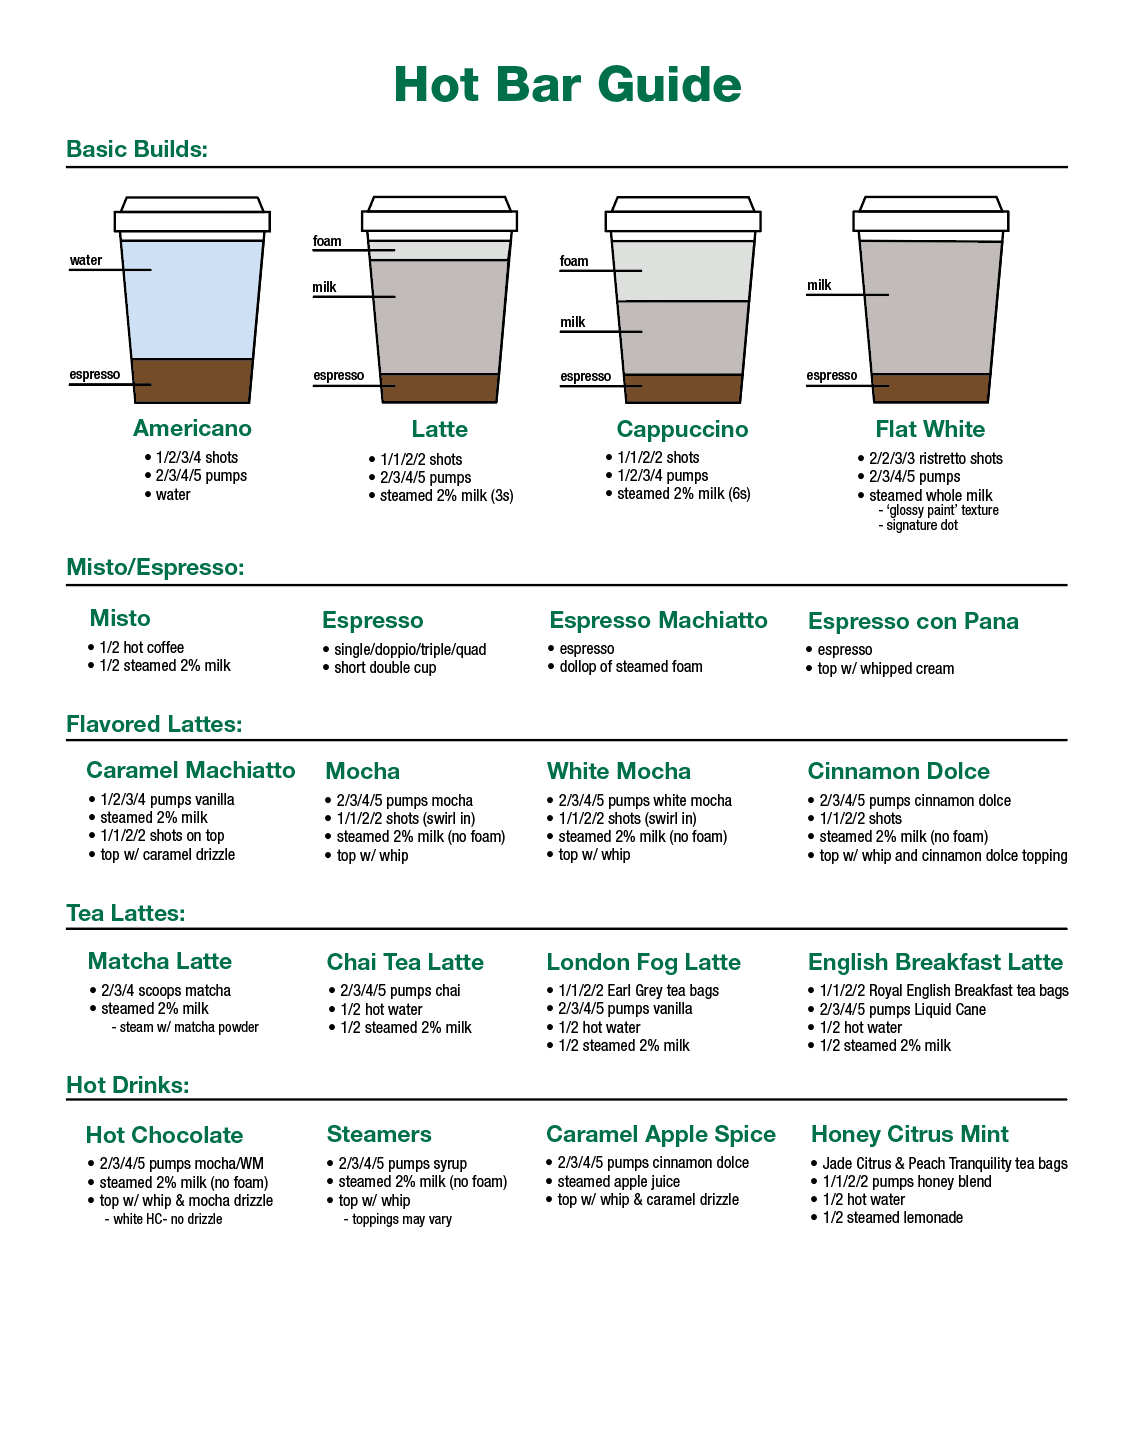 Hot Bar Guide
Basic Builds:
water
espresso
Americano
• 1/2/3/4 shots
• 2/3/4/5 pumps
• water
foam
milk
espresso
Latte
• 1/1/2/2 shots
• 2/3/4/5 pumps
• steamed 2% milk (3s)
foam
milk
espresso
Cappuccino
• 1/1/2/2 shots
• 1/2/3/4 pumps
• steamed 2% milk (6s)
milk
espresso
Flat White
• 2/2/3/3 ristretto shots
• 2/3/4/5 pumps
• steamed whole milk
- ‘glossy paint’ texture
- signature dot
Misto/Espresso:
Misto
• 1/2 hot coffee
• 1/2 steamed 2% milk
Espresso
• single/doppio/triple/quad
• short double cup
Espresso Machiatto
• espresso
• dollop of steamed foam
Espresso con Pana
• espresso
• top w/ whipped cream
Flavored Lattes:
Caramel Machiatto
• 1/2/3/4 pumps vanilla
• steamed 2% milk
• 1/1/2/2 shots on top
• top w/ caramel drizzle
Mocha
• 2/3/4/5 pumps mocha
• 1/1/2/2 shots (swirl in)
• steamed 2% milk (no foam)
• top w/ whip
White Mocha
• 2/3/4/5 pumps white mocha
• 1/1/2/2 shots (swirl in)
• steamed 2% milk (no foam)
• top w/ whip
Cinnamon Dolce
• 2/3/4/5 pumps cinnamon dolce
• 1/1/2/2 shots
• steamed 2% milk (no foam)
• top w/ whip and cinnamon dolce topping
Tea Lattes:
Matcha Latte
• 2/3/4 scoops matcha
• steamed 2% milk
- steam w/ matcha powder
Chai Tea Latte
• 2/3/4/5 pumps chai
• 1/2 hot water
• 1/2 steamed 2% milk
London Fog Latte
• 1/1/2/2 Earl Grey tea bags
• 2/3/4/5 pumps vanilla
• 1/2 hot water
• 1/2 steamed 2% milk
English Breakfast Latte
• 1/1/2/2 Royal English Breakfast tea bags
• 2/3/4/5 pumps Liquid Cane
• 1/2 hot water
• 1/2 steamed 2% milk
Hot Drinks:
Hot Chocolate
• 2/3/4/5 pumps mocha/WM
• steamed 2% milk (no foam)
• top w/ whip & mocha drizzle
- white HC- no drizzle
Steamers
• 2/3/4/5 pumps syrup
• steamed 2% milk (no foam)
• top w/ whip
- toppings may vary
Caramel Apple Spice
• 2/3/4/5 pumps cinnamon dolce
• steamed apple juice
• top w/ whip & caramel drizzle
Honey Citrus Mint
• Jade Citrus & Peach Tranquility tea bags
• 1/1/2/2 pumps honey blend
• 1/2 hot water
• 1/2 steamed lemonade